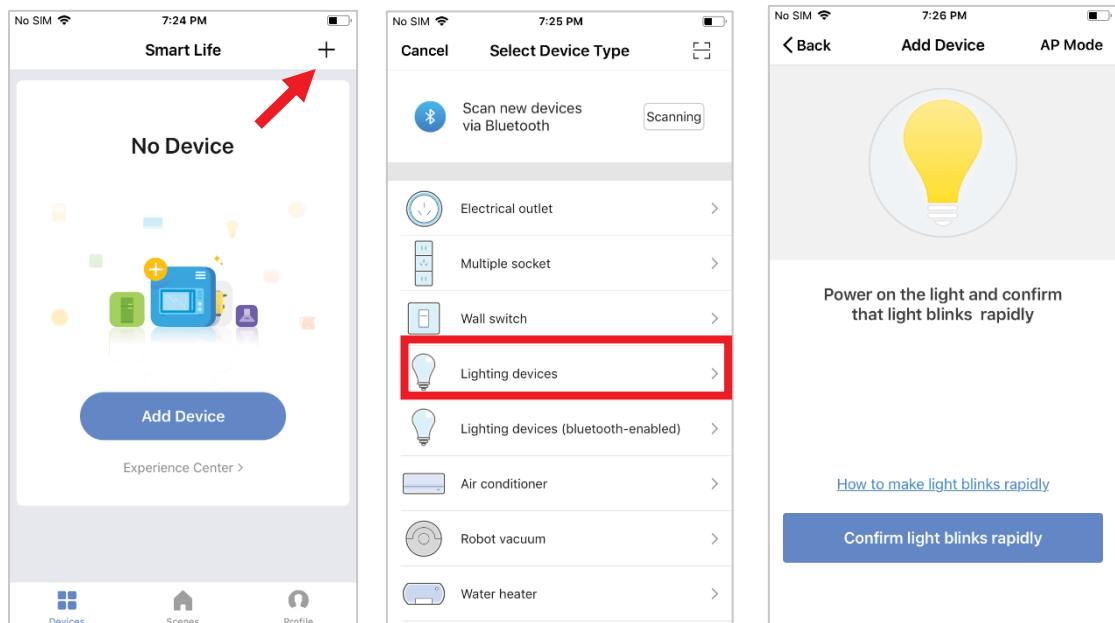 No SIM 7:24 PM
Smart Life +
No Device
Add Device
Experience Center >
Devices Scenes Profile
No SIM 7:25 PM
Cancel Select Device Type
Scan new devices
via Bluetooth
Scanning
Electrical outlet
Multiple socket
Wall switch
Lighting devices
Lighting devices (bluetooth-enabled)
Air conditioner
Robot vacuum
Water heater
No SIM 7:26 PM
Back Add Device AP Mode
Power on the light and confirm
that light blinks rapidly
How to make light blinks rapidly
Confirm light blinks rapidly